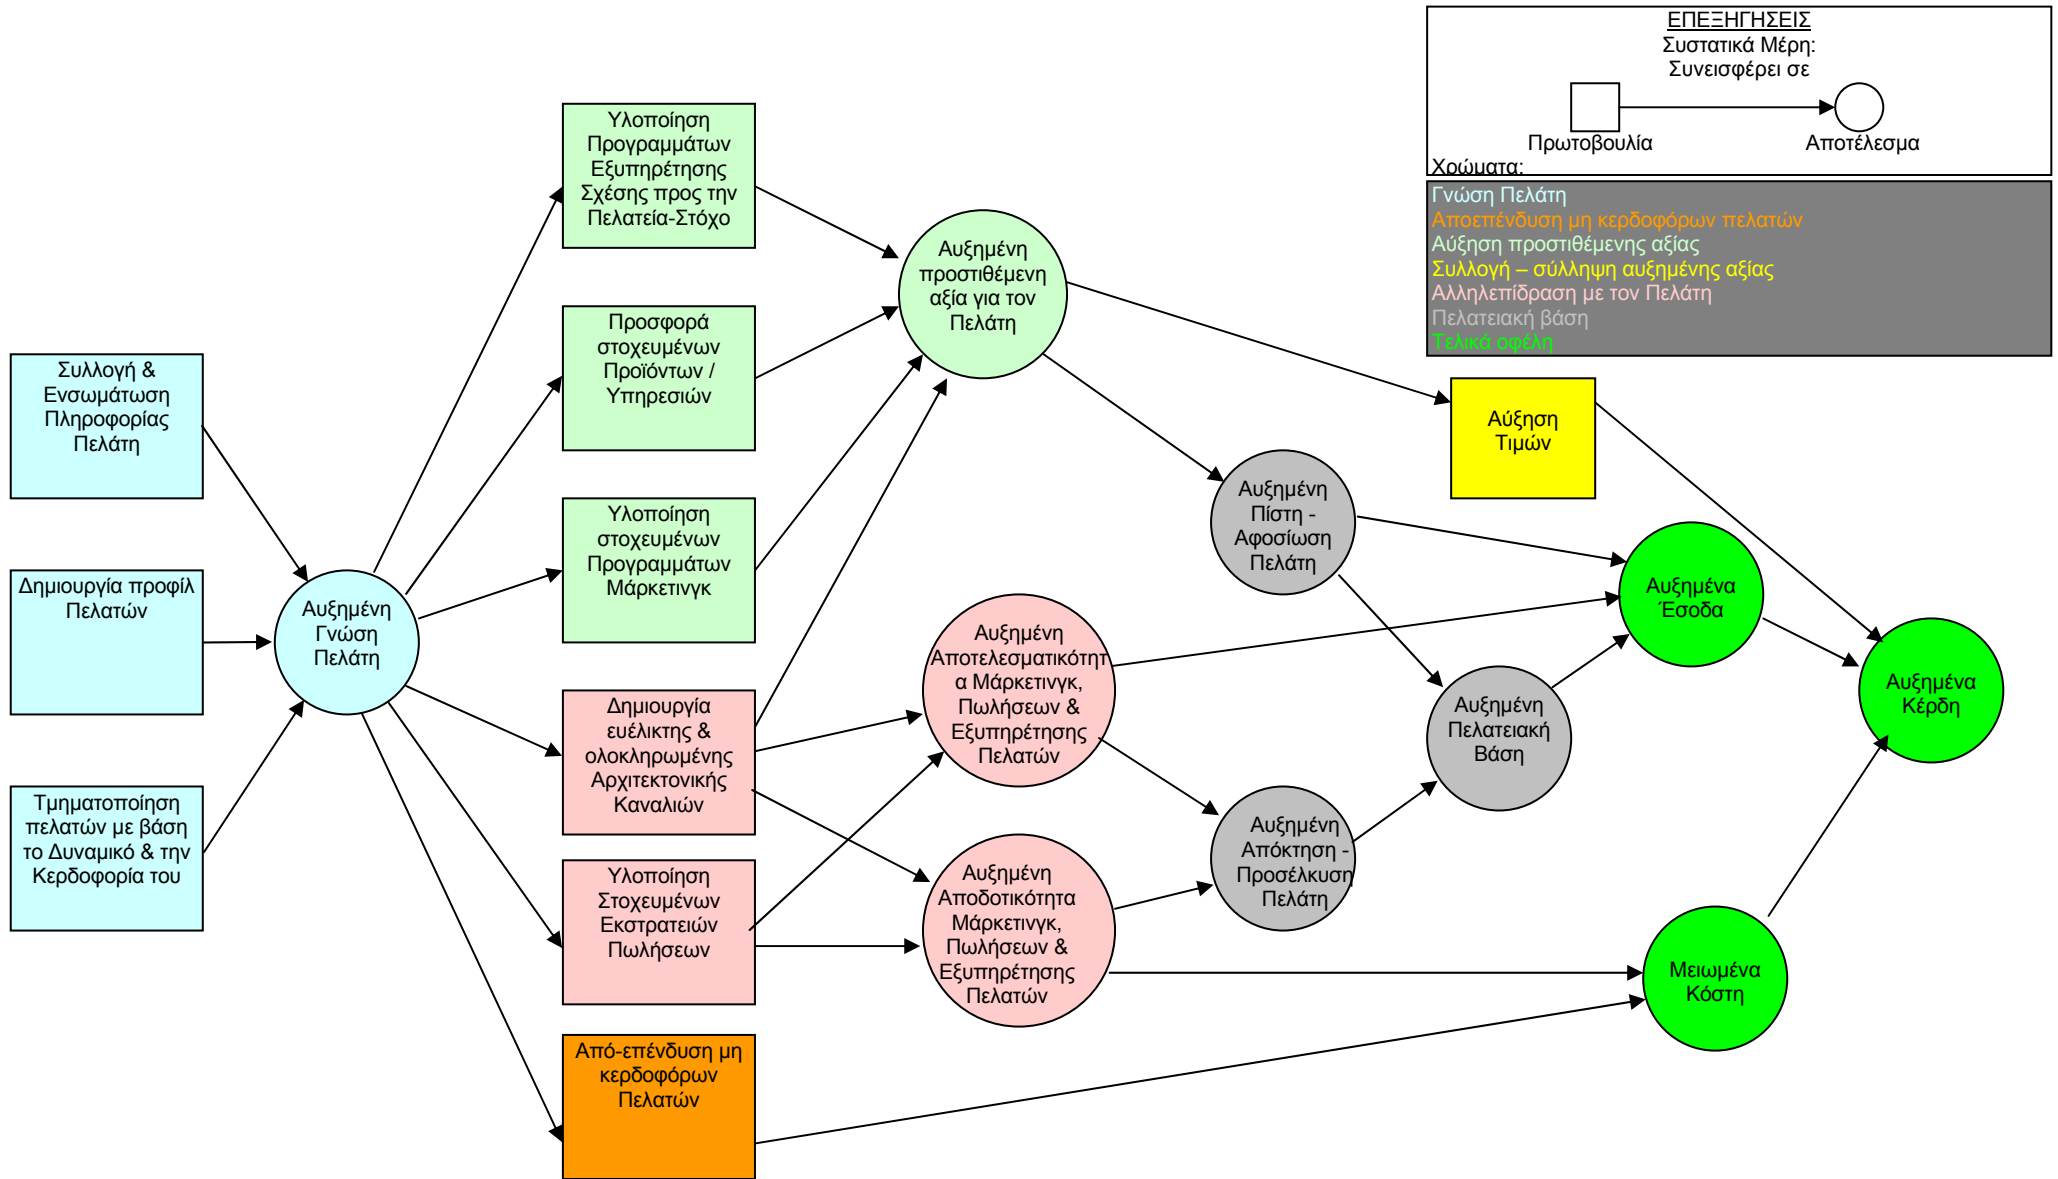 ΕΠΕΞΗΓΗΣΕΙΣ
Συστατικά Μέρη:
Συνεισφέρει σε
Πρωτοβουλία
Αποτέλεσμα
Χρώματα:
Γνώση Πελάτη
Αποεπένδυση μη κερδοφόρων πελατών
Αύξηση προστιθέμενης αξίας
Συλλογή – σύλληψη αυξημένης αξίας
Αλληλεπίδραση με τον Πελάτη
Πελατειακή βάση
Τελικά οφέλη
Συλλογή &
Ενσωμάτωση
Πληροφορίας
Πελάτη
Δημιουργία προφίλ
Πελατών
Τμηματοποίηση
πελατών με βάση
το Δυναμικό & την
Κερδοφορία του
Αυξημένη
Γνώση
Πελάτη
Υλοποίηση
Προγραμμάτων
Εξυπηρέτησης
Σχέσης προς την
Πελατεία-Στόχο
Προσφορά
στοχευμένων
Προϊόντων /
Υπηρεσιών
Υλοποίηση
στοχευμένων
Προγραμμάτων
Μάρκετινγκ
Δημιουργία
ευέλικτης &
ολοκληρωμένης
Αρχιτεκτονικής
Καναλιών
Υλοποίηση
Στοχευμένων
Εκστρατειών
Πωλήσεων
Από-επένδυση μη
κερδοφόρων
Πελατών
Αυξημένη
προστιθέμενη
αξία για τον
Πελάτη
Αυξημένη
Αποτελεσματικότητ
α Μάρκετινγκ,
Πωλήσεων &
Εξυπηρέτησης
Πελατών
Αυξημένη
Αποδοτικότητα
Μάρκετινγκ,
Πωλήσεων &
Εξυπηρέτησης
Πελατών
Αυξημένη
Πίστη -
Αφοσίωση
Πελάτη
Αυξημένη
Απόκτηση -
Προσέλκυση
Πελάτη
Αύξηση
Τιμών
Αυξημένη
Πελατειακή
Βάση
Αυξημένα
Έσοδα
Μειωμένα
Κόστη
Αυξημένα
Κέρδη